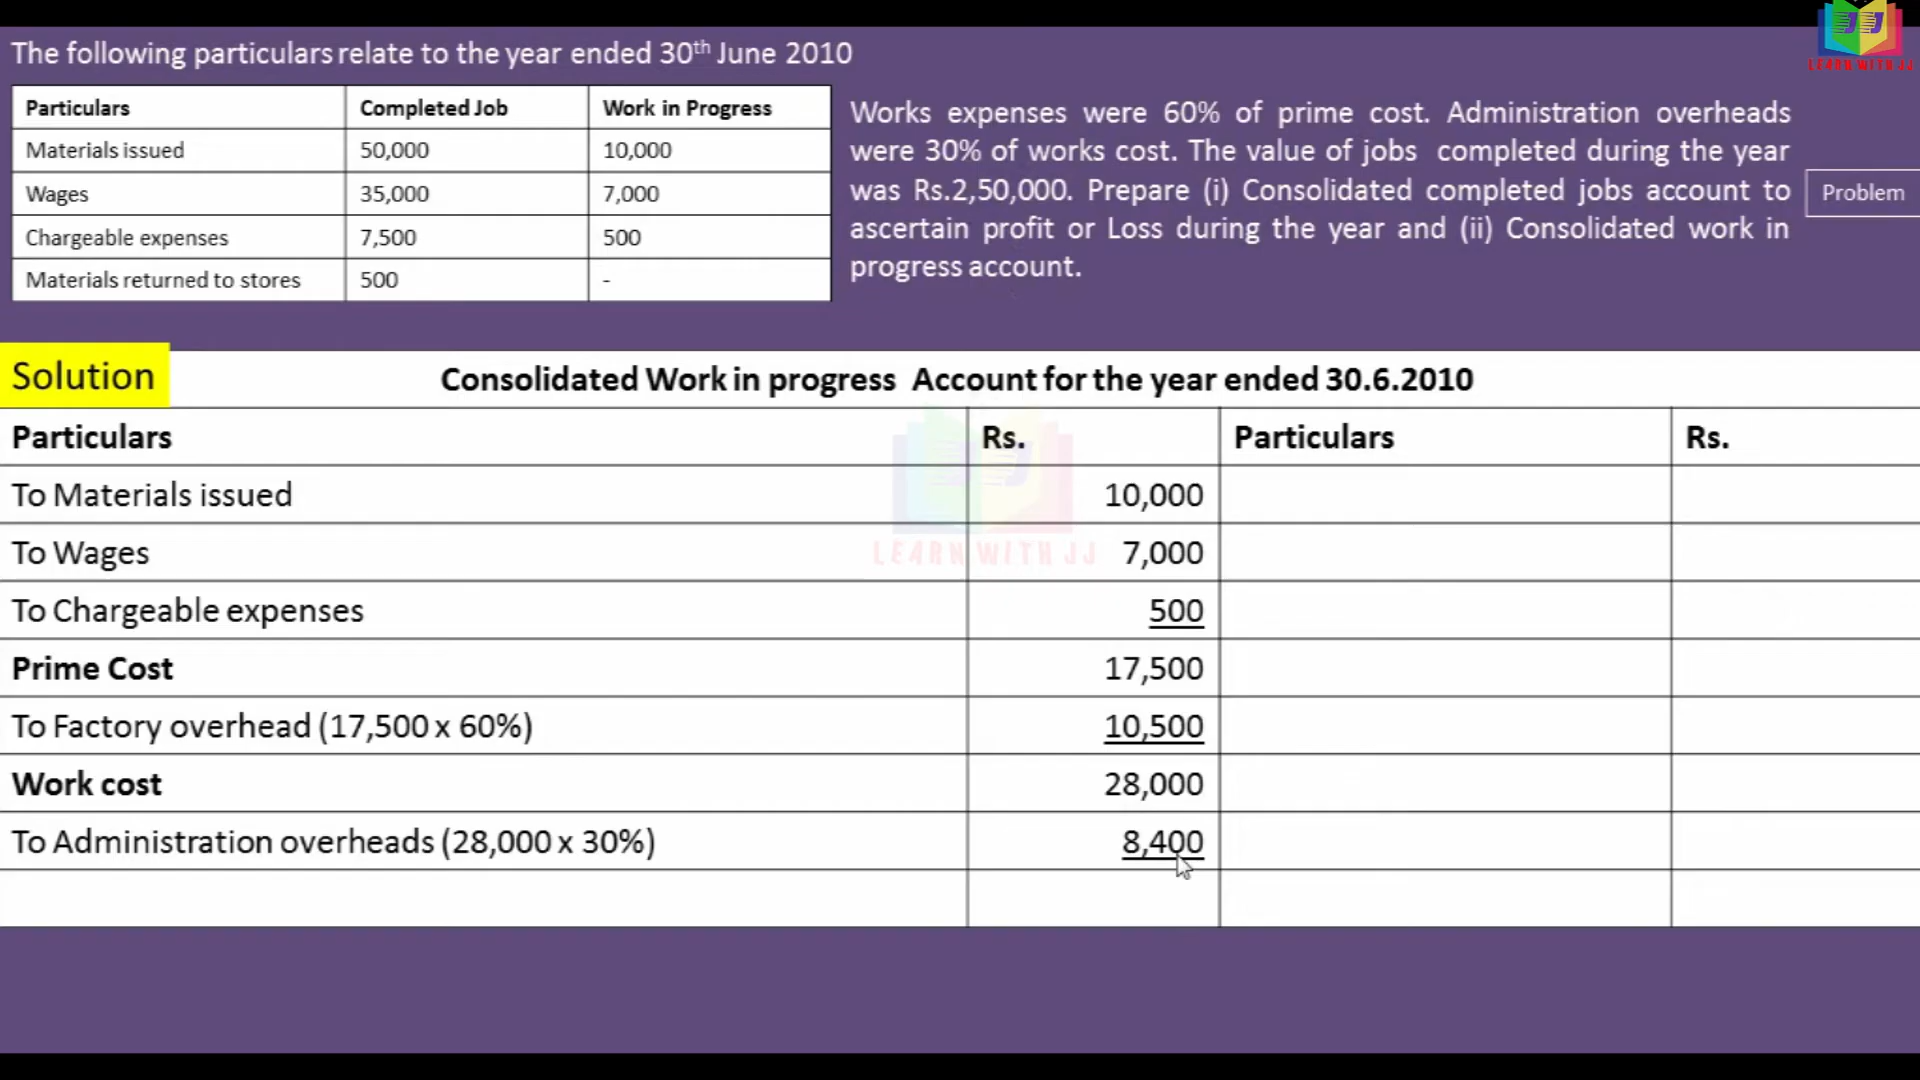 LEARN WITH JJ
The following particulars relate to the year ended 30th June 2010
Particulars Completed Job Work in Progress
Materials issued 50,000 10,000
Wages 35,000 7,000
Chargeable expenses 7,500 500
Materials returned to stores 500 -
Works expenses were 60% of prime cost. Administration overheads
were 30% of works cost. The value of jobs completed during the year
was Rs.2,50,000. Prepare (i) Consolidated completed jobs account to
ascertain profit or Loss during the year and (ii) Consolidated work in
progress account.
Problem
Solution
Consolidated Work in progress Account for the year ended 30.6.2010
Particulars Rs. Particulars Rs.
To Materials issued 10,000
To Wages 7,000
LEARN WITH JJ
To Chargeable expenses 500
Prime Cost 17,500
To Factory overhead (17,500 x 60%) 10,500
Work cost 28,000
To Administration overheads (28,000 x 30%) 8,400